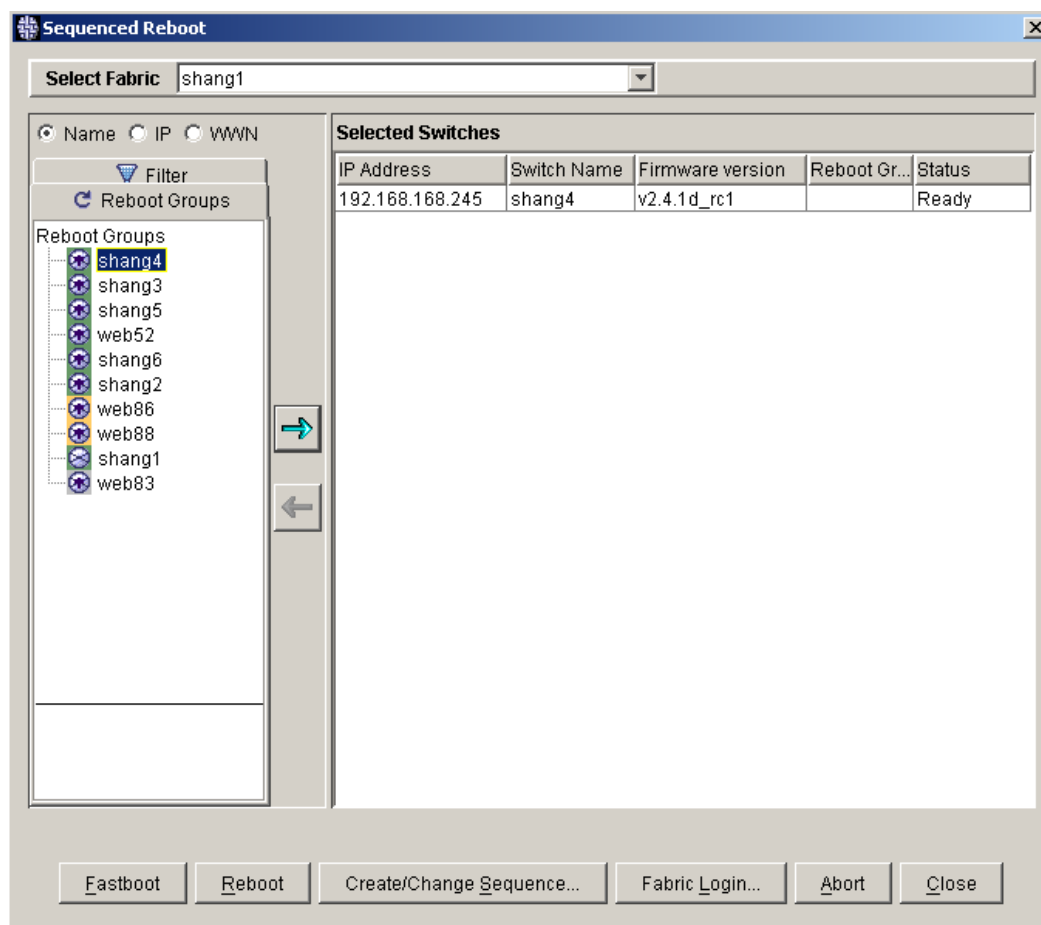 Sequenced Reboot
Select Fabric shang1
Name IP WWN
Filter
Reboot Groups
Reboot Groups
shang4
shang3
shang5
web52
shang6
shang2
web86
web88
shang1
web83
Selected Switches
IP Address Switch Name Firmware version Reboot Gr... Status
192.168.168.245 shang4 v2.4.1d_rc1 Ready
Fastboot Reboot Create/Change Sequence... Fabric Login... Abort Close